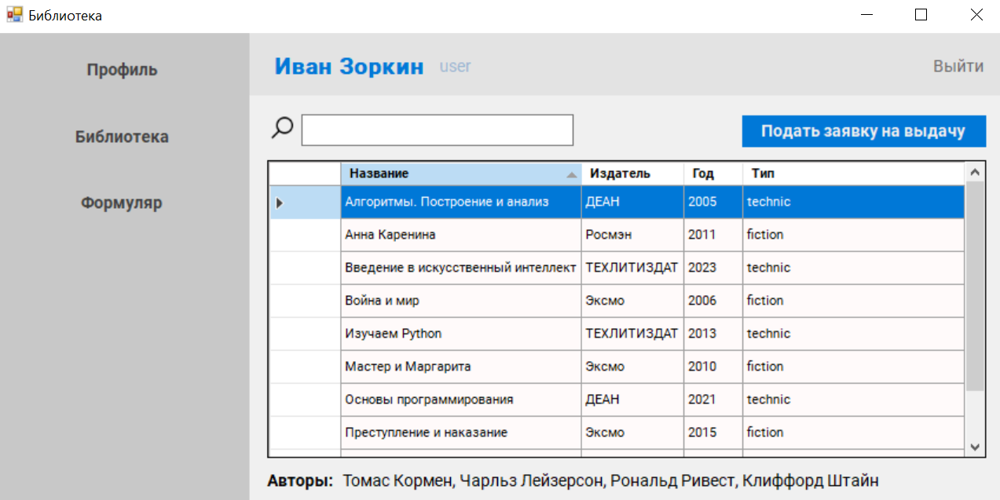 Библиотека
Профиль
Библиотека
Формуляр
Иван Зоркин user
Выйти
Подать заявку на выдачу
Название Издатель Год Тип
Алгоритмы. Построение и анализ ДЕАН 2005 technic
Анна Каренина Росмэн 2011 fiction
Введение в искусственный интеллект ТЕХЛИТИЗДАТ 2023 technic
Война и мир Эксмо 2006 fiction
Изучаем Python ТЕХЛИТИЗДАТ 2013 technic
Мастер и Маргарита Эксмо 2010 fiction
Основы программирования ДЕАН 2021 technic
Преступление и наказание Эксмо 2015 fiction
Авторы: Томас Кормен, Чарльз Лейзерсон, Рональд Ривест, Клиффорд Штайн